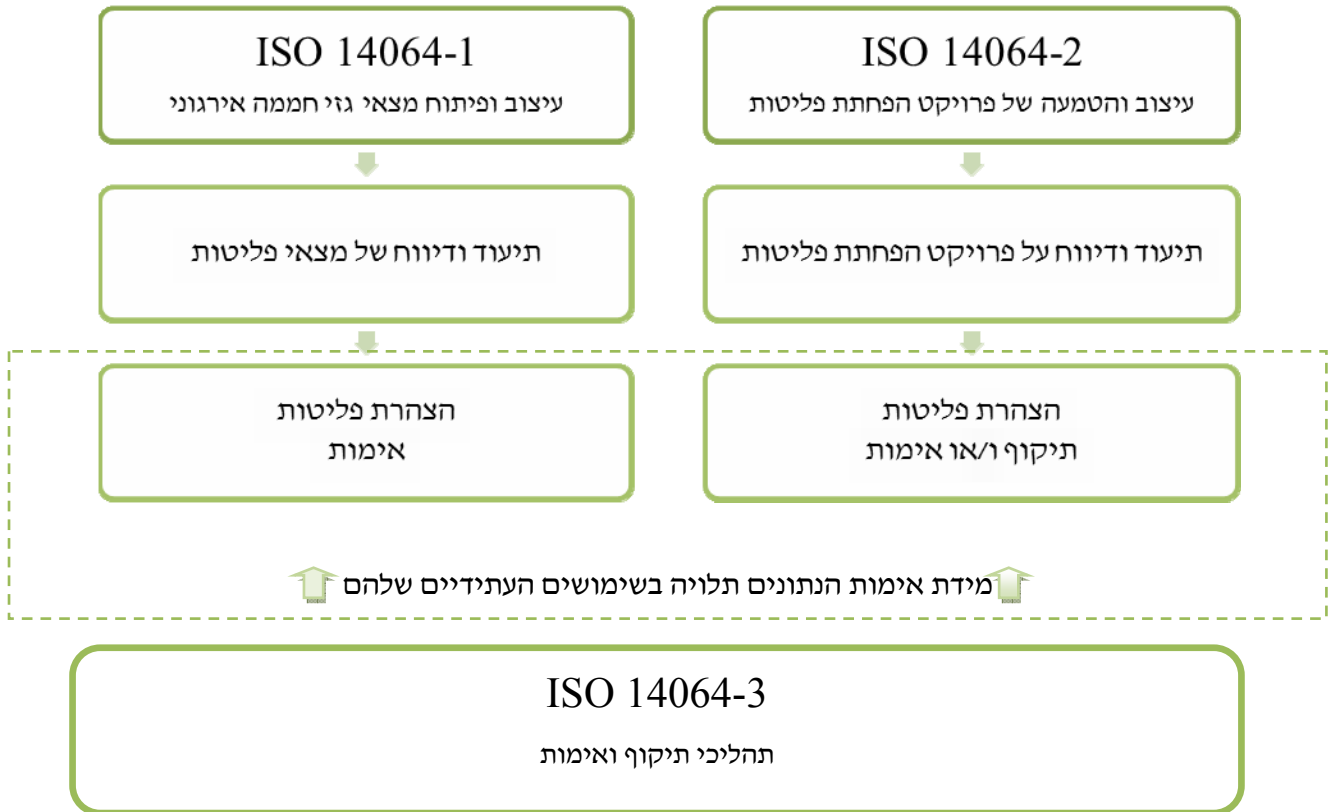 ISO 14064-1
עיצוב ופיתוח מצאי גזי חממה אירגוני
תיעוד ודיווח של מצאי פליטות
הצהרת פליטות
אימות
ISO 14064-2
עיצוב והטמעה של פרויקט הפחתת פליטות
תיעוד ודיווח על פרויקט הפחתת פליטות
הצהרת פליטות
תיקוף ו/או אימות
מידת אימות הנתונים תלויה בשימושים העתידיים שלהם
ISO 14064-3
תהליכי תיקוף ואימות